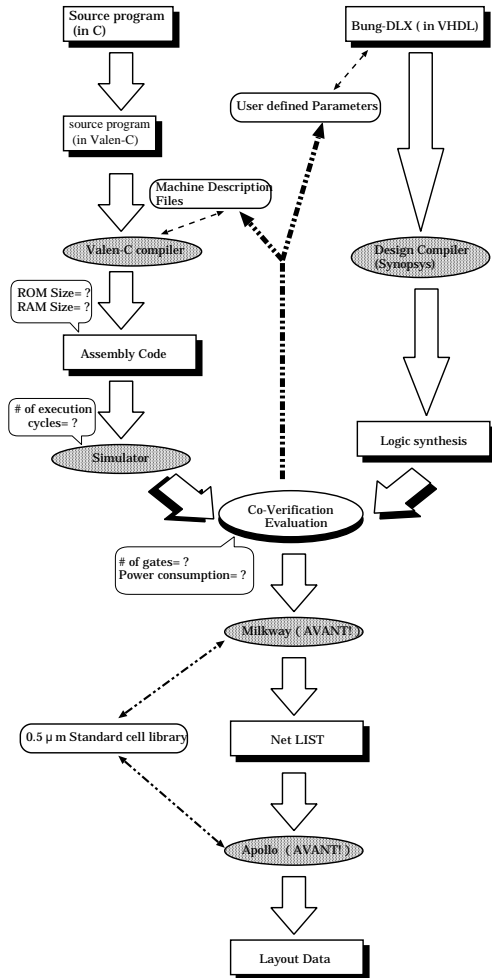 Source program
(in C)
Bung-DLX ( in VHDL)
User defined Parameters
source program
(in Valen-C)
Machine Description
Files
Valen-C compiler
Design Compiler
(Synopsys)
ROM Size= ?
RAM Size= ?
Assembly Code
# of execution
cycles= ?
Logic synthesis
Simulator
Co-Verification
Evaluation
# of gates= ?
Power consumption= ?
Milkway ( AVANT! )
0.5 μ m Standard cell library
Net LIST
Apollo ( AVANT! )
Layout Data